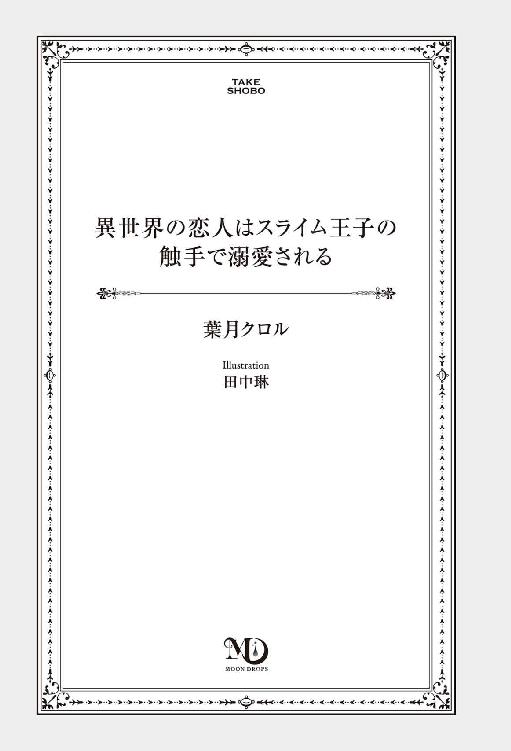 TAKE
SHOBO
異世界の恋人はスライム王子の
触手で溺愛される
葉月クロル
Illustration
田中琳
MD
MOON DROPS